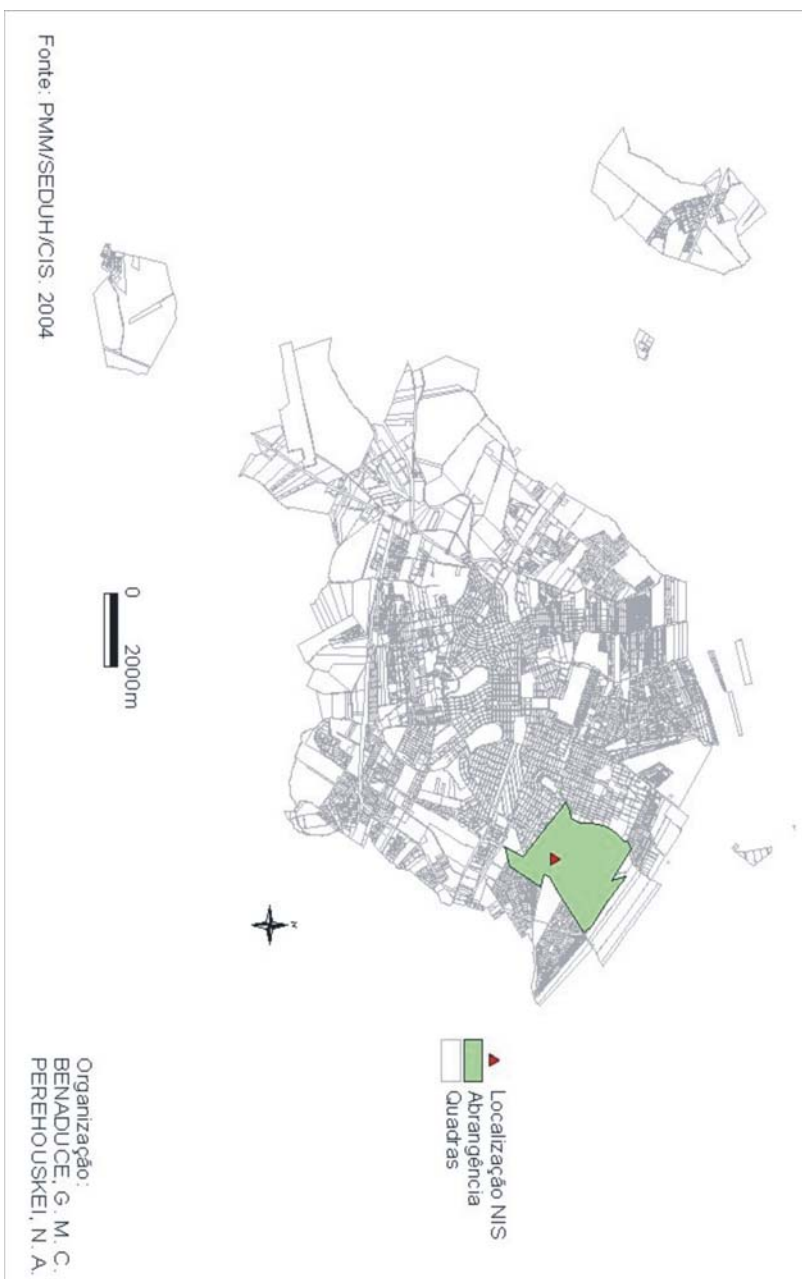 Localização NIS
Abrangência
Quadras
N
0 2000m
Fonte: PMM/SEDUH/CIS. 2004
Organização:
BENADUCE, G. M. C.
PEREHOUSKEI, N. A.